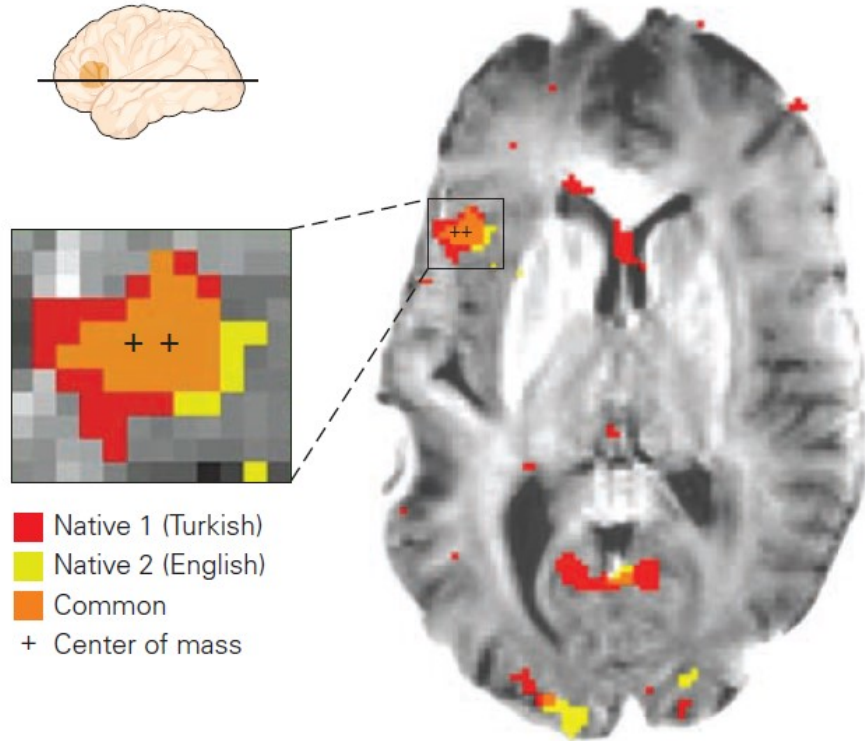 Native 1 (Turkish)
Native 2 (English)
Common
+ Center of mass